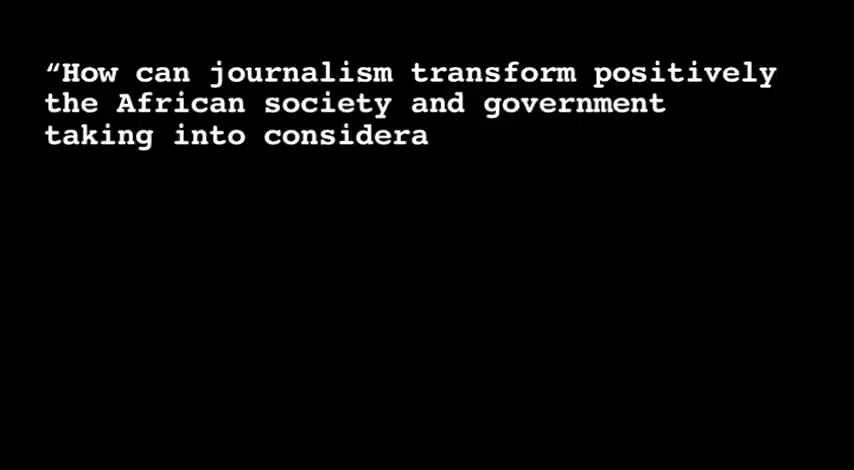 “How can journalism transform positively
the African society and government
taking into considera